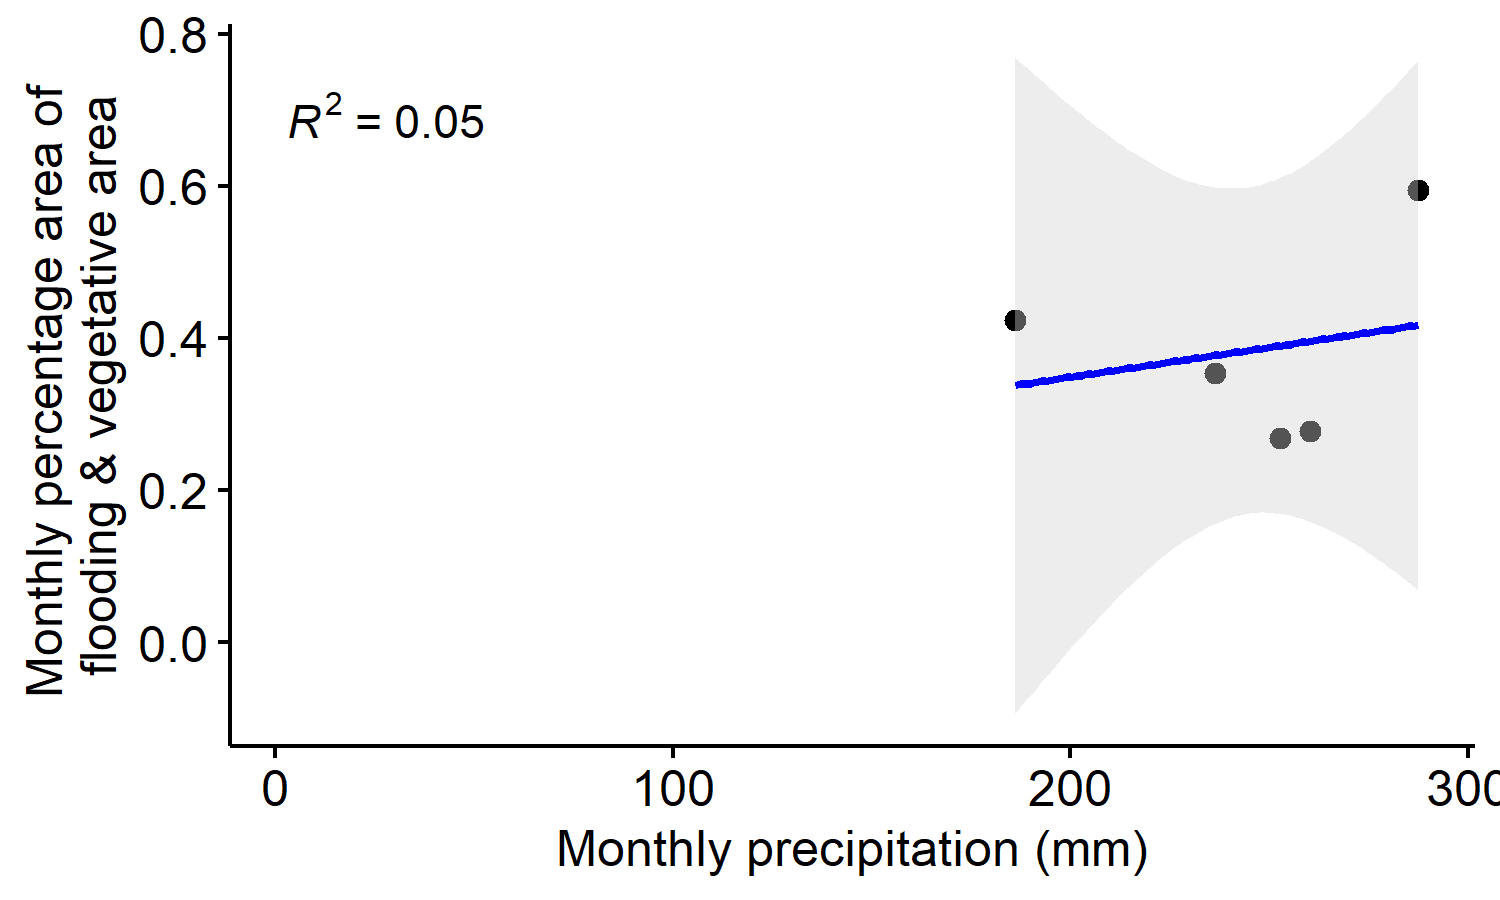 Monthly percentage area of
flooding & vegetative area
0.8
0.6
0.4
0.2
0.0
R² = 0.05
0 100 200 300
Monthly precipitation (mm)